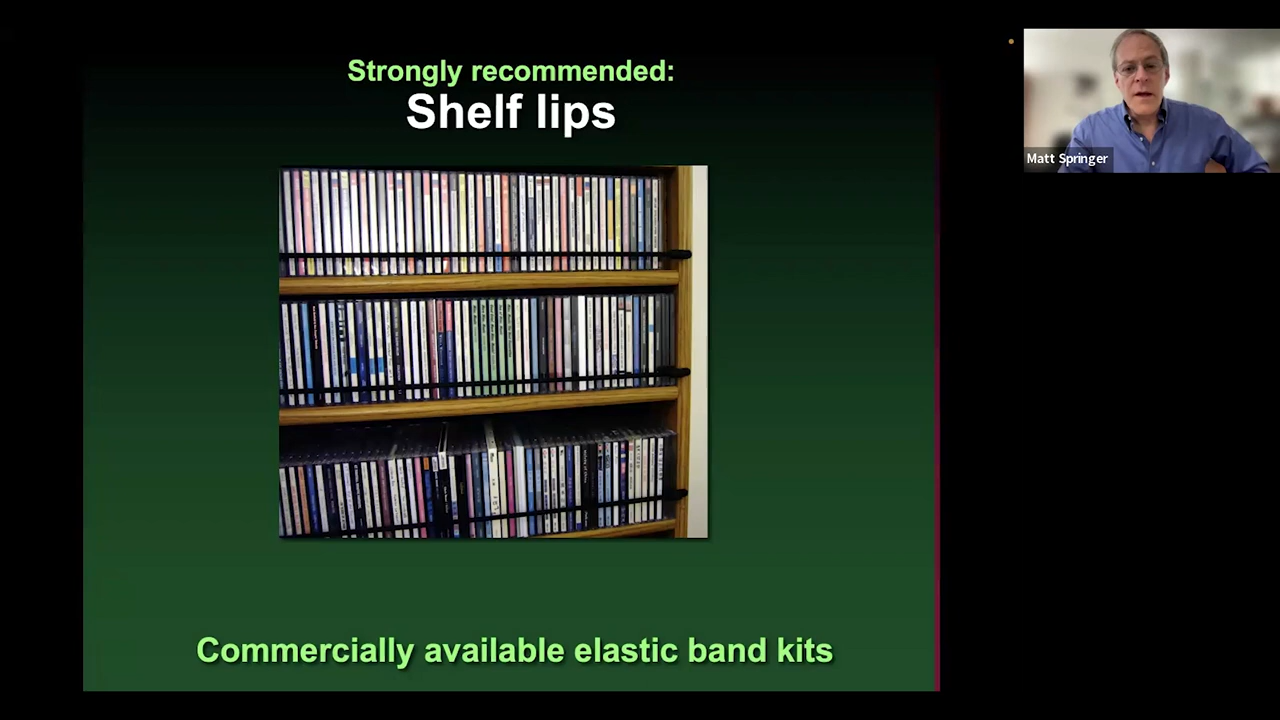 Strongly recommended:
Shelf lips
Matt Springer
Commercially available elastic band kits